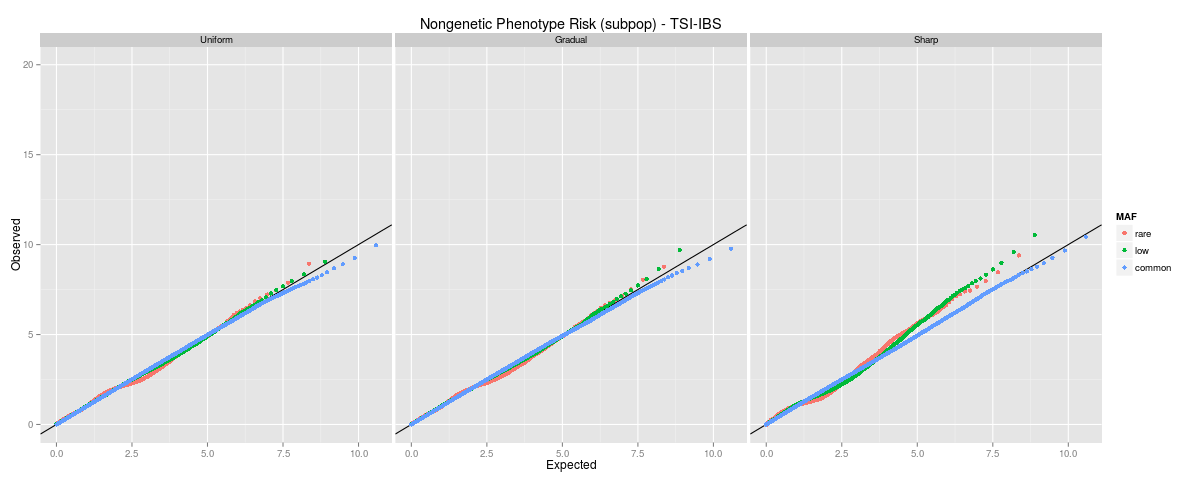 Nongenetic Phenotype Risk (subpop) - TSI-IBS
Uniform
Gradual
Sharp
20
15
10
5
0
Observed
0.0 2.5 5.0 7.5 10.0
0.0 2.5 5.0 7.5 10.0
0.0 2.5 5.0 7.5 10.0
Expected
MAF
rare
low
common